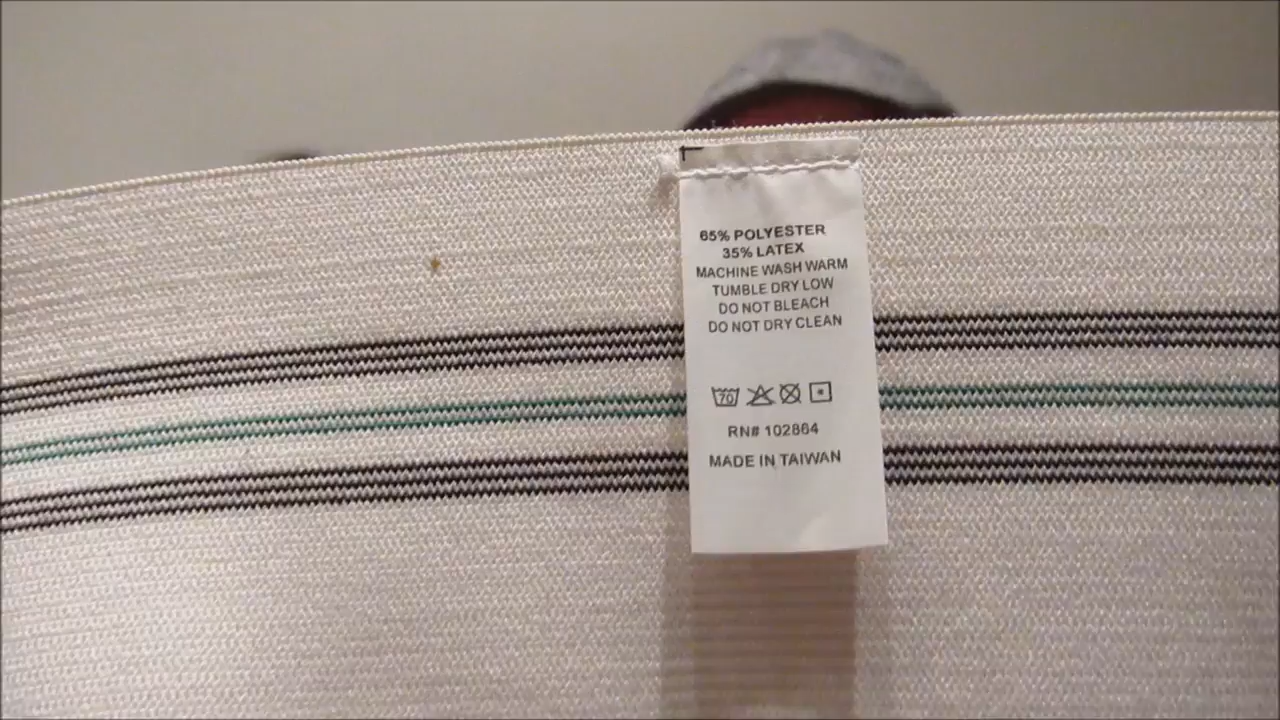 65% POLYESTER
35% LATEX
MACHINE WASH WARM
TUMBLE DRY LOW
DO NOT BLEACH
DO NOT DRY CLEAN
70
RN# 102864
MADE IN TAIWAN